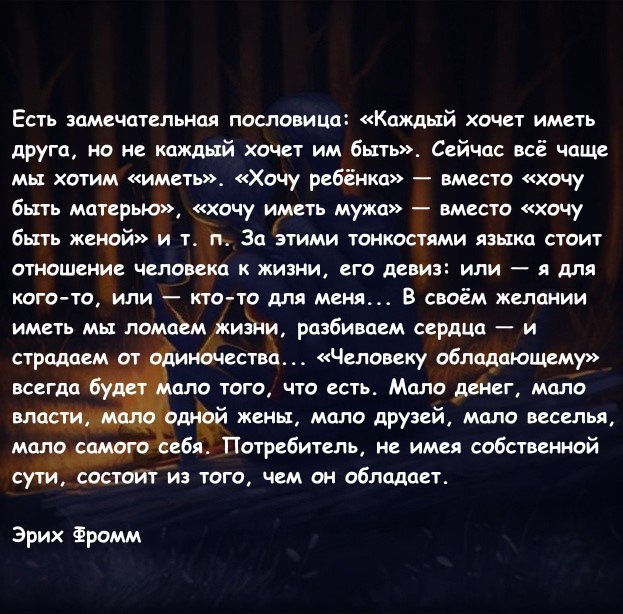 Есть замечательная пословица: «Каждый хочет иметь
друга, но не каждый хочет им быть». Сейчас всё чаще
мы хотим «иметь». «Хочу ребёнка» — вместо «хочу
быть матерью», «хочу иметь мужа» — вместо «хочу
быть женой» и т. п. За этими тонкостями языка стоит
отношение человека к жизни, его девиз: или — я для
кого-то, или — кто-то для меня... В своём желании
иметь мы ломаем жизни, разбиваем сердца — и
страдаем от одиночества... «Человеку обладающему»
всегда будет мало того, что есть. Мало денег, мало
власти, мало одной жены, мало друзей, мало веселья,
мало самого себя. Потребитель, не имея собственной
сути, состоит из того, чем он обладает.
Эрих Фромм